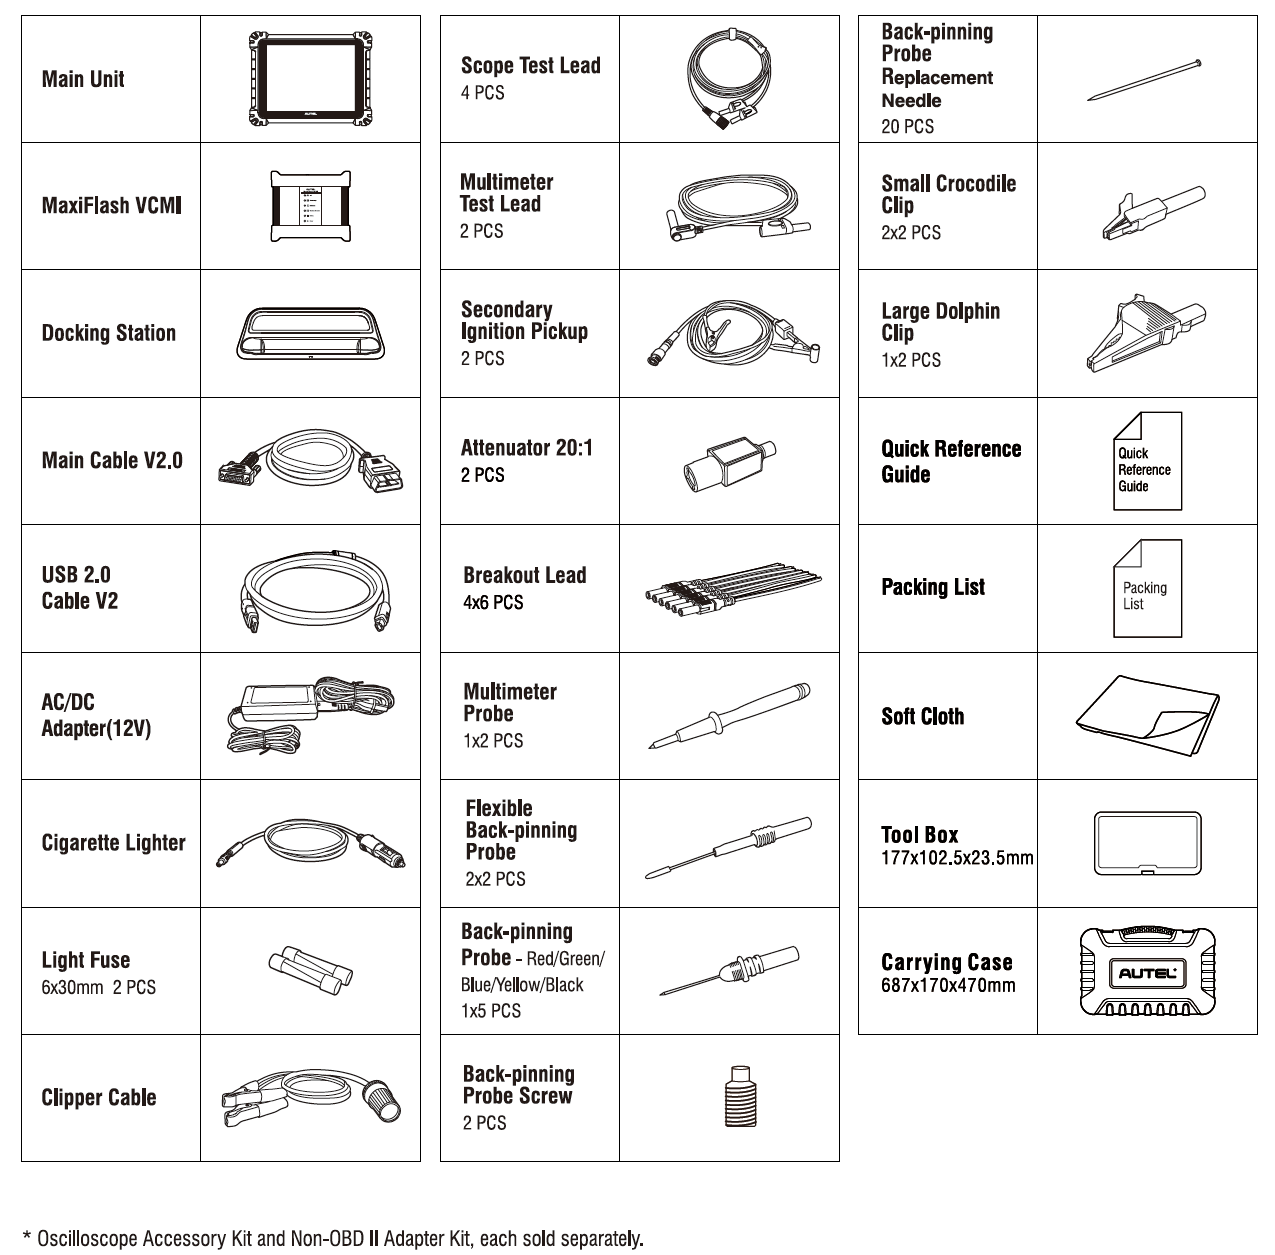 Main Unit
AUTEL
MaxiFlash VCMI
AUTEL
Docking Station
Main Cable V2.0
USB 2.0
Cable V2
AC/DC
Adapter(12V)
Cigarette Lighter
Light Fuse
6x30mm 2 PCS
Clipper Cable
Scope Test Lead
4 PCS
Multimeter
Test Lead
2 PCS
Secondary
Ignition Pickup
2 PCS
Attenuator 20:1
2 PCS
Breakout Lead
4x6 PCS
Multimeter
Probe
1x2 PCS
Flexible
Back-pinning
Probe
2x2 PCS
Back-pinning
Probe - Red/Green/
Blue/Yellow/Black
1x5 PCS
Back-pinning
Probe Screw
2 PCS
Back-pinning
Probe
Replacement
Needle
20 PCS
Small Crocodile
Clip
2x2 PCS
Large Dolphin
Clip
1x2 PCS
Quick Reference
Guide
Quick
Reference
Guide
Packing List
Packing
List
Soft Cloth
Tool Box
177x102.5x23.5mm
Carrying Case
687x170x470mm
AUTEL
* Oscilloscope Accessory Kit and Non-OBD II Adapter Kit, each sold separately.